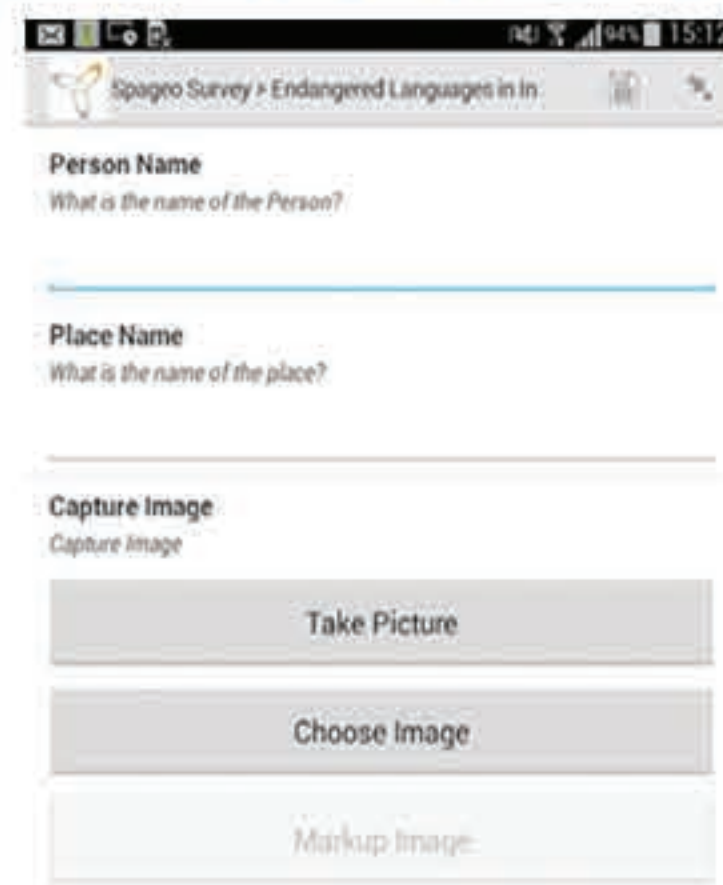 94% 15:12
Spageo Survey > Endangered Languages in In
Person Name
What is the name of the Person?
Place Name
What is the name of the place?
Capture Image
Capture Image
Take Picture
Choose Image
Markup Image